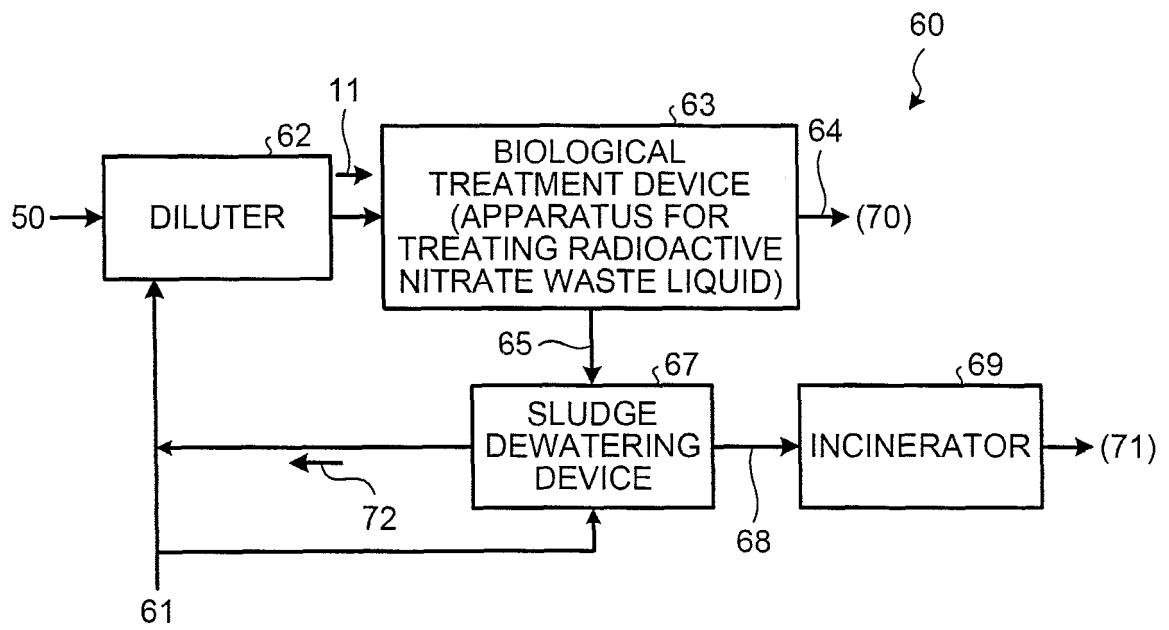 60
11
63
62
64
BIOLOGICAL
TREATMENT DEVICE
(APPARATUS FOR
TREATING RADIOACTIVE
NITRATE WASTE LIQUID)
50
DILUTER
(70)
65
67
69
SLUDGE
DEWATERING
DEVICE
INCINERATOR
(71)
72
68
61